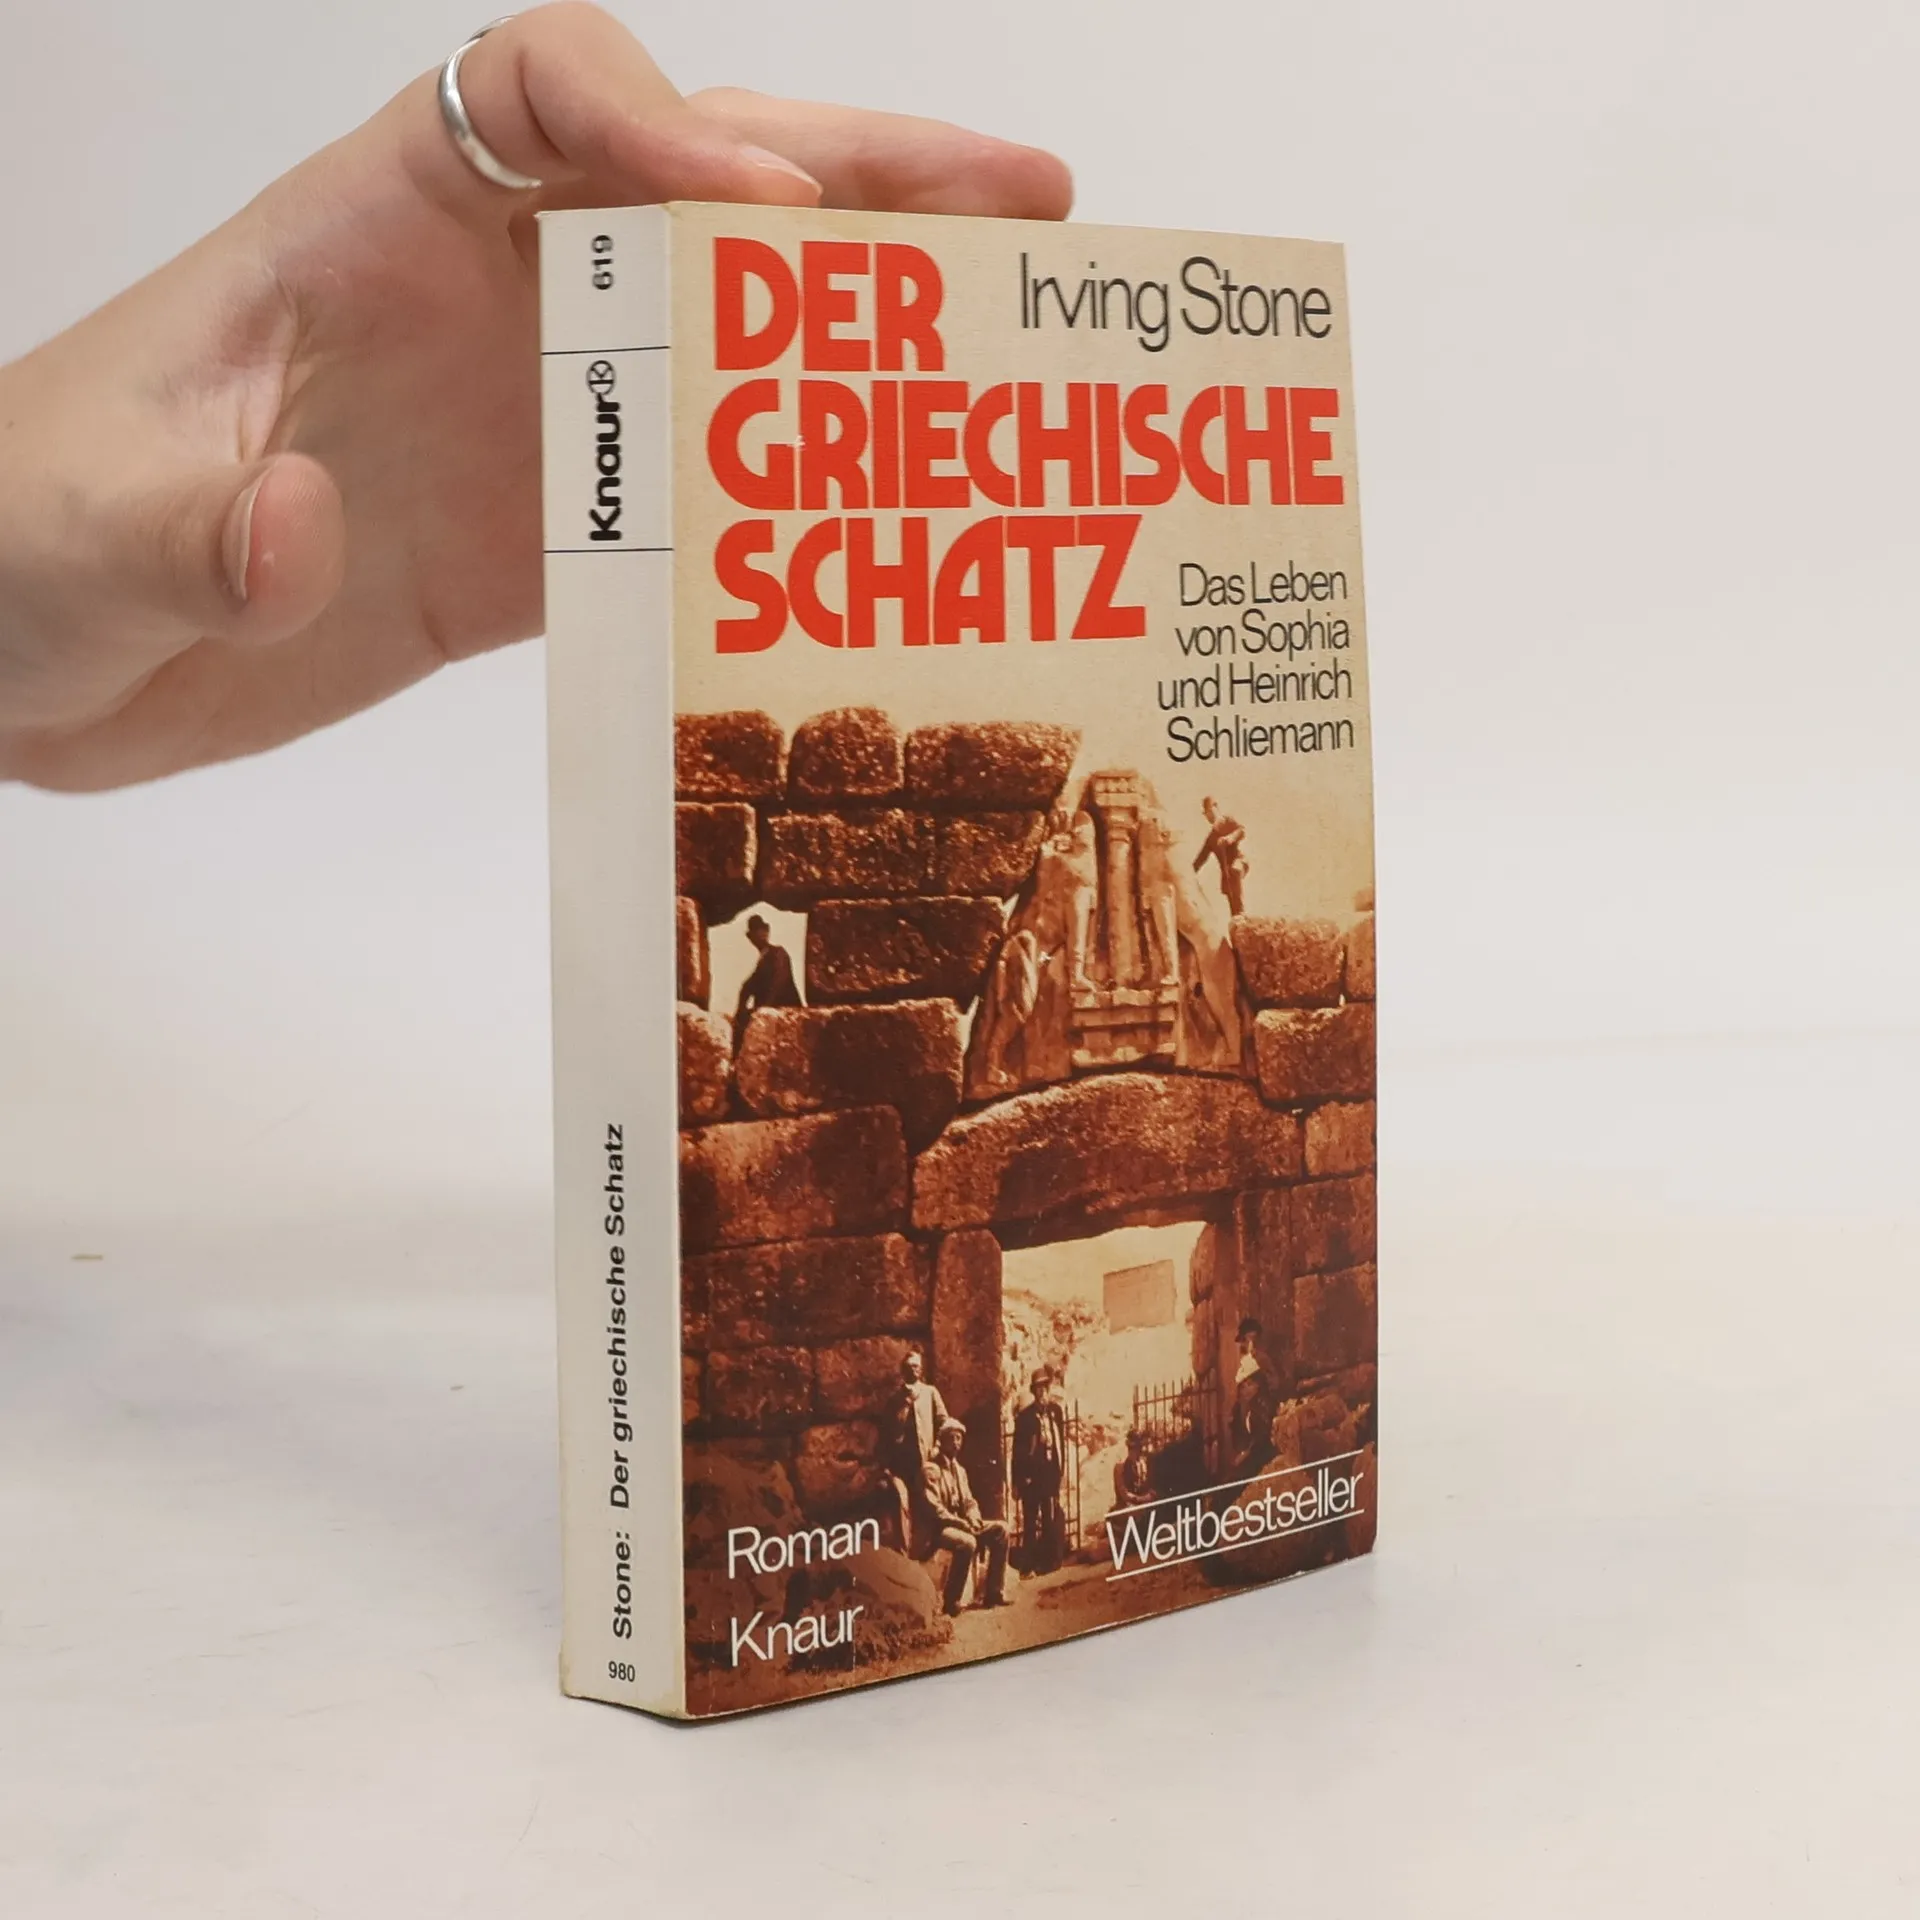 619
Knaur
Stone: Der griechische Schatz
980
DER
GRIECHISCHE
SCHATZ
Irving Stone
Das Leben
von Sophia
und Heinrich
Schliemann
Roman
Knaur
Weltbestseller